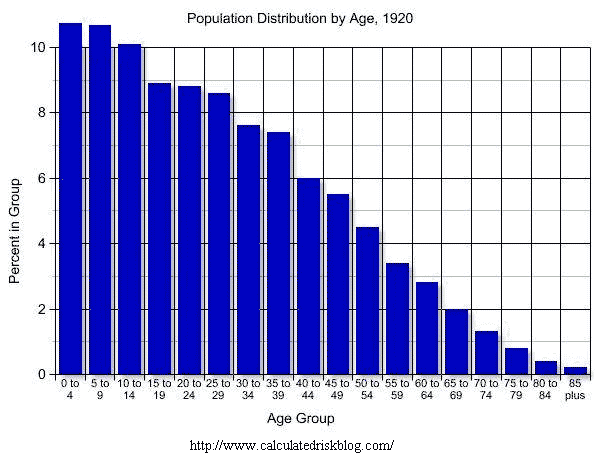 Population Distribution by Age, 1920
Percent in Group
10
8
6
4
2
0
0 to 5 to 10 to 15 to 20 to 25 to 30 to 35 to 40 to 45 to 50 to 55 to 60 to 65 to 70 to 75 to 80 to 85
4 9 14 19 24 29 34 39 44 49 54 59 64 69 74 79 84 plus
Age Group
http://www.calculatedriskblog.com/